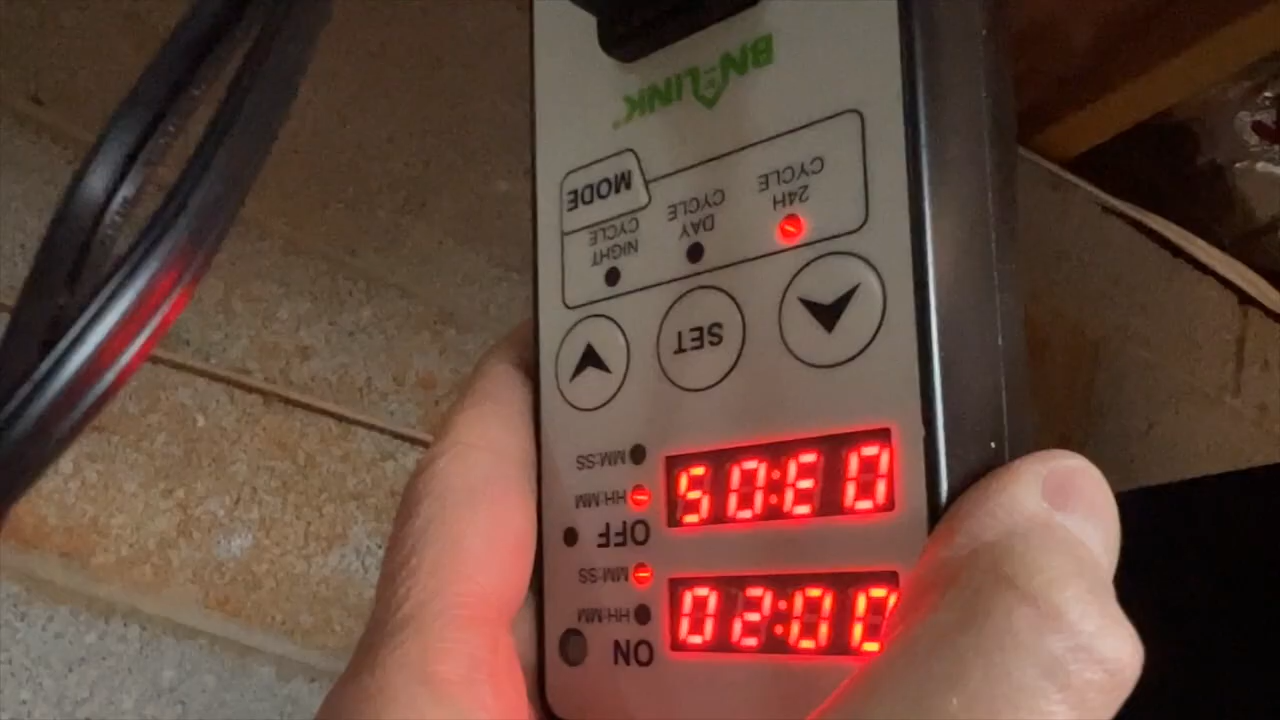 00:20
ON
HH:MM
MM:SS
03:05
OFF
HH:MM
MM:SS
SET
24H
CYCLE
DAY
CYCLE
NIGHT
CYCLE
MODE
BN-LINK